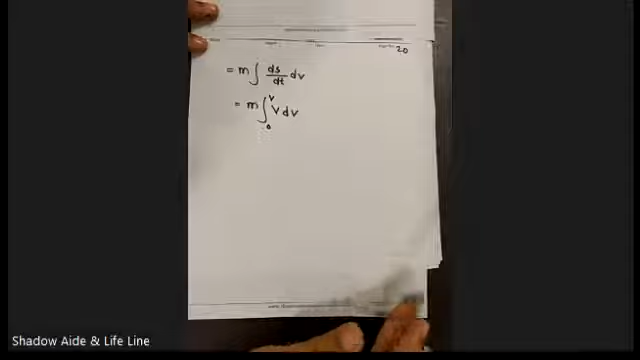 20
= m ∫ ds/dt dv
= m ∫₀ⱽ V dv
Shadow Aide & Life Line